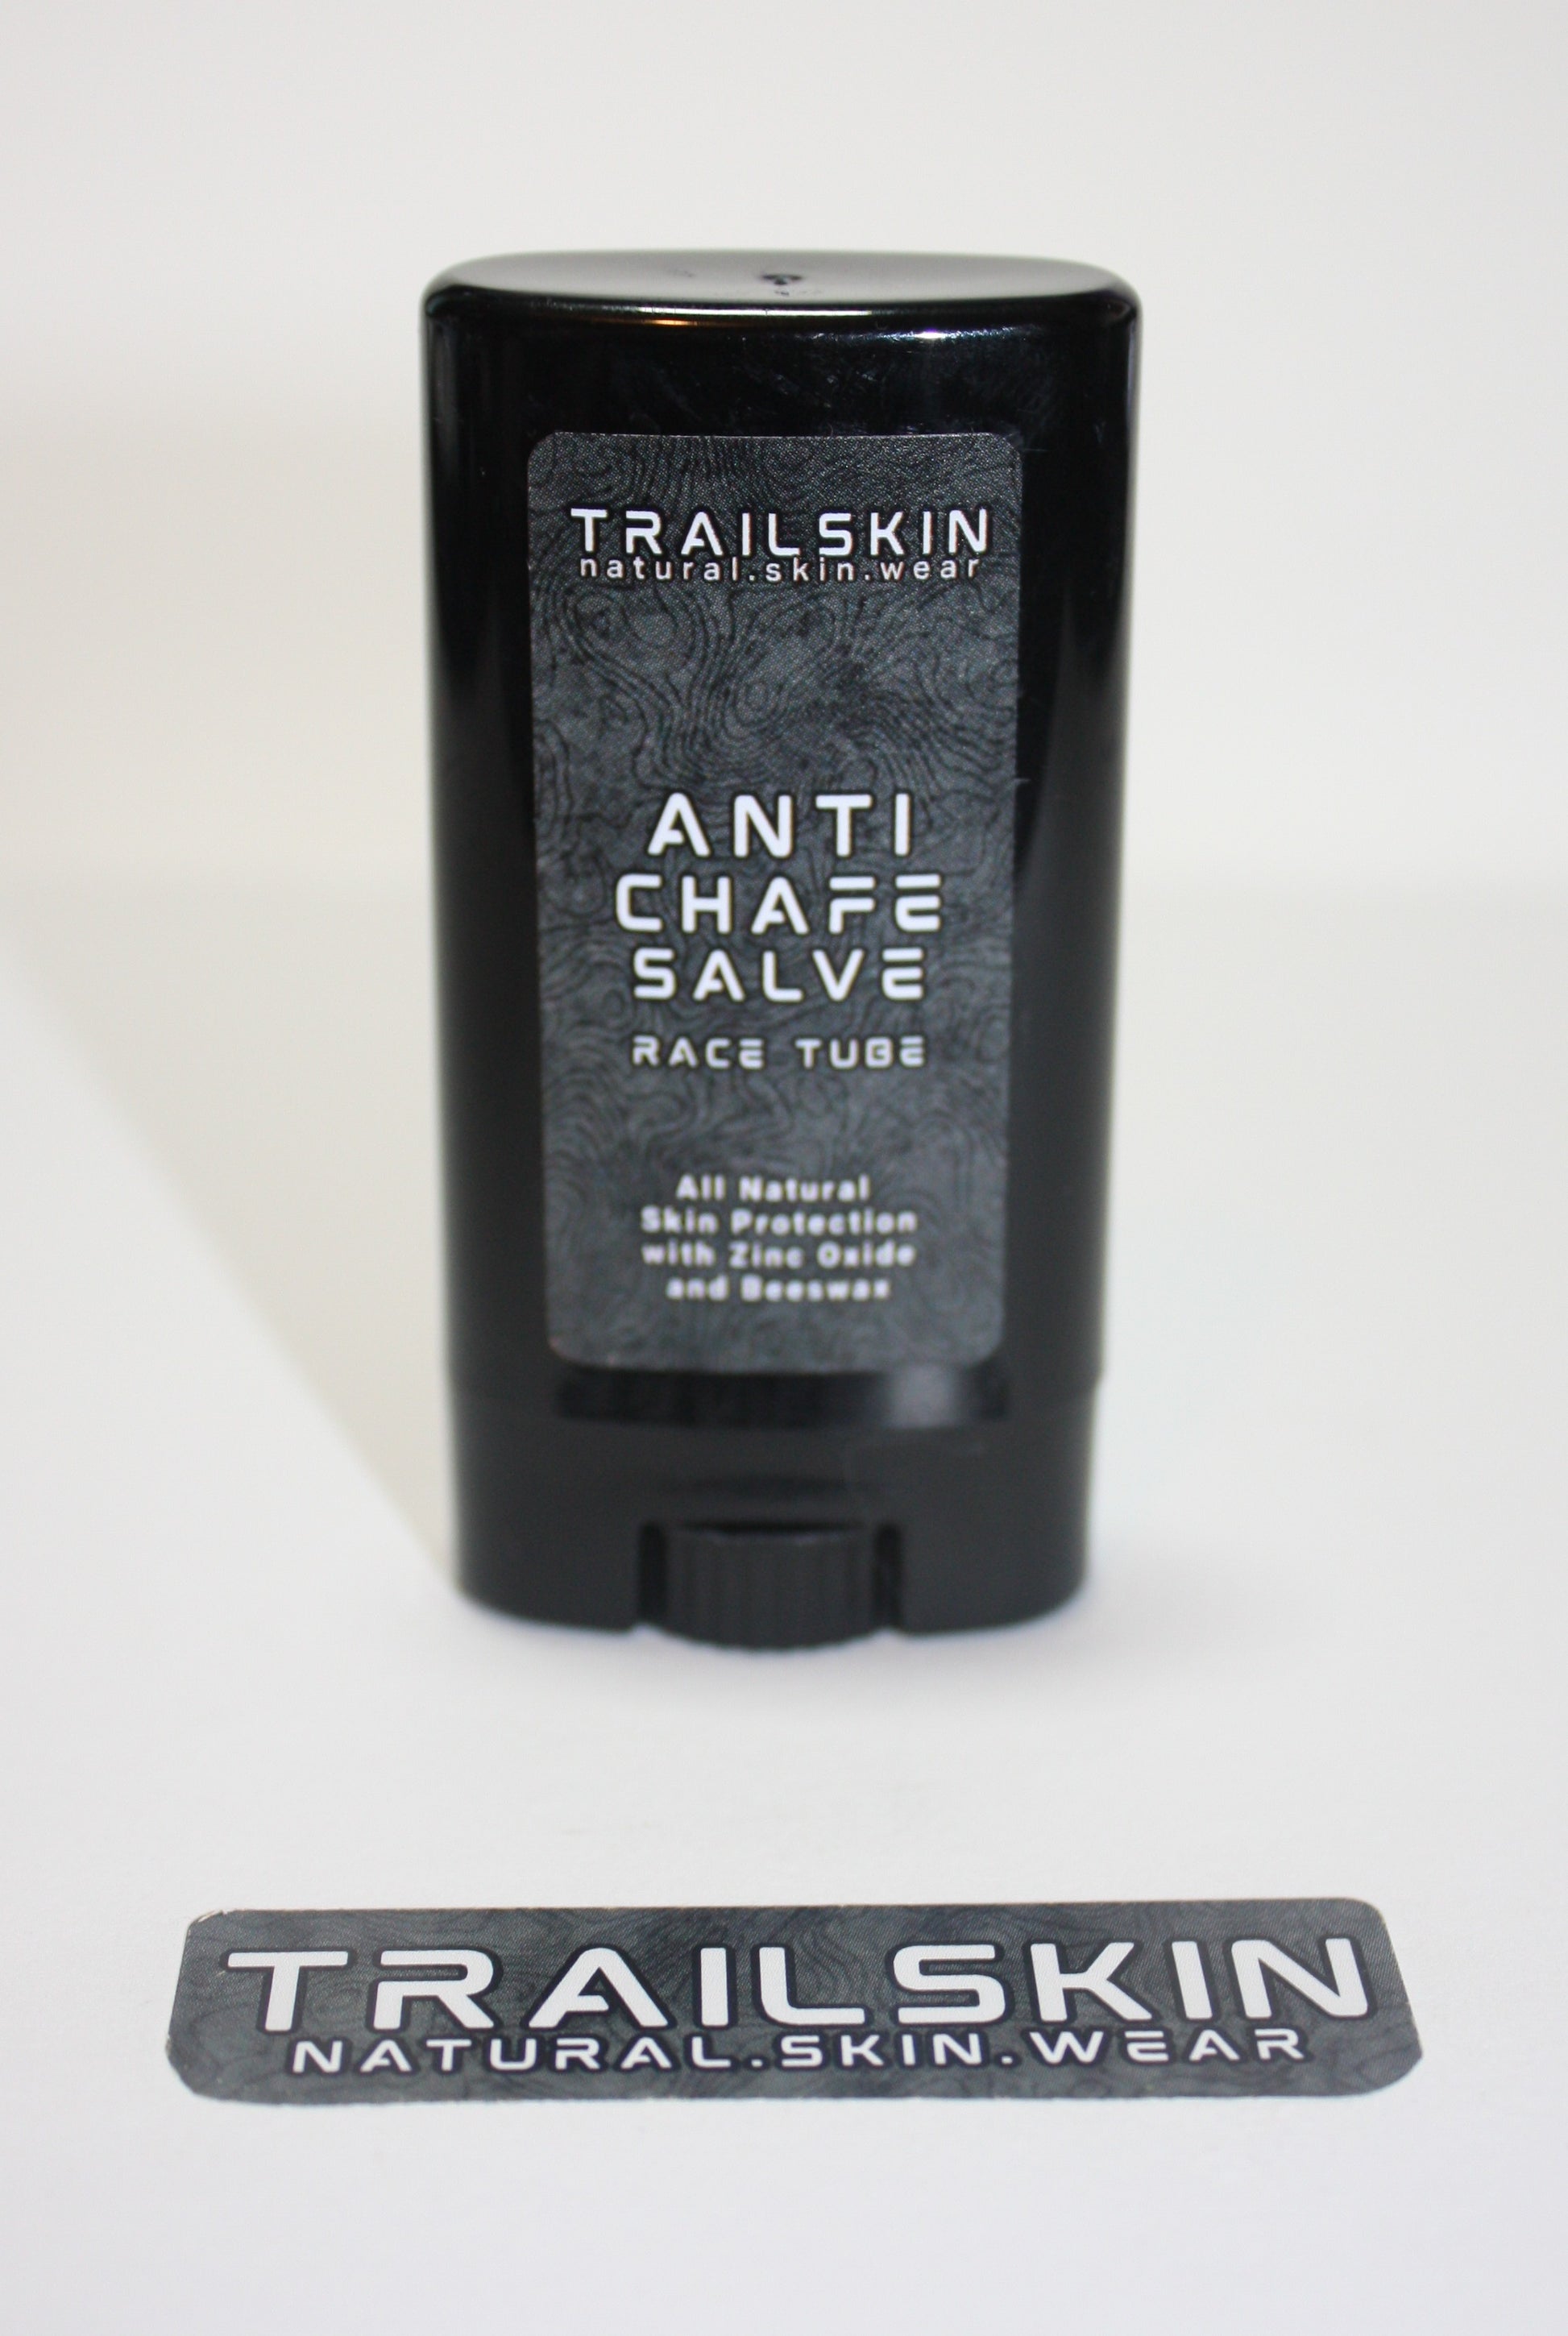 TRAILSKIN
natural.skin.wear
ANTI
CHAFE
SALVE
RACE TUBE
All Natural
Skin Protection
with Zinc Oxide
and Beeswax
TRAILSKIN
NATURAL.SKIN.WEAR